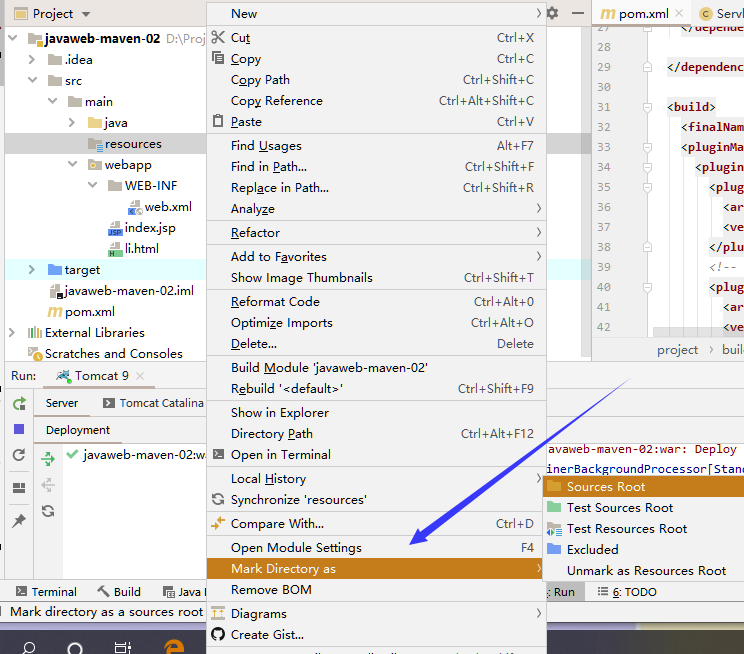 Project
javaweb-maven-02 D:\Proj
.idea
src
main
java
resources
webapp
WEB-INF
web.xml
index.jsp
li.html
target
javaweb-maven-02.iml
pom.xml
External Libraries
Scratches and Consoles
New
Cut Ctrl+X
Copy Ctrl+C
Copy Path Ctrl+Shift+C
Copy Reference Ctrl+Alt+Shift+C
Paste Ctrl+V
Find Usages Alt+F7
Find in Path... Ctrl+Shift+F
Replace in Path... Ctrl+Shift+R
Analyze
Refactor
Add to Favorites
Show Image Thumbnails Ctrl+Shift+T
Reformat Code Ctrl+Alt+0
Optimize Imports Ctrl+Alt+O
Delete... Delete
Build Module 'javaweb-maven-02'
Rebuild '<default>' Ctrl+Shift+F9
Show in Explorer
Directory Path Ctrl+Alt+F12
Open in Terminal
Local History
Synchronize 'resources'
Compare With... Ctrl+D
Open Module Settings F4
Mark Directory as
Remove BOM
Diagrams
Create Gist...
Sources Root
Test Sources Root
Test Resources Root
Excluded
Unmark as Resources Root
pom.xml
Servl
27 </dependen
28
29 </dependenc
30
31 <build>
32 <finalNam
33 <pluginMa
34 <plugin
35 <plug
36 <ar
37 <ve
38 </plu
39 <!--
40 <plug
41 <ar
42 <ve
project > buil
Run: Tomcat 9
Server Tomcat Catalina
Deployment
javaweb-maven-02:wa
avaweb-maven-02:war: Deploy
inerBackgroundProcessor[Stand
Terminal Build Java : Run 6: TODO
Mark directory as a sources root